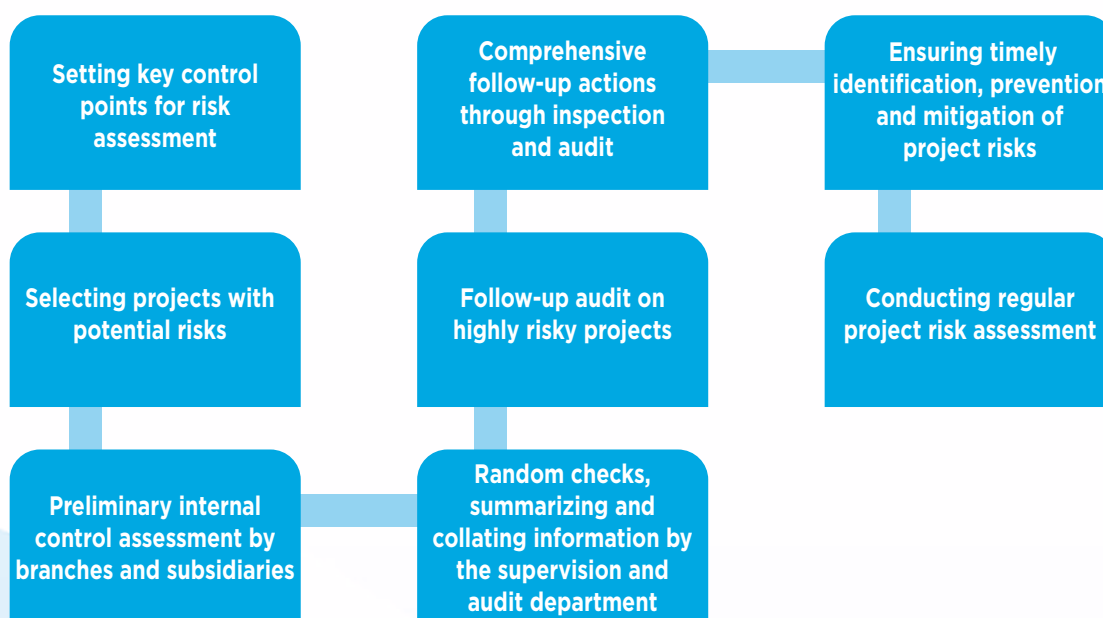 Setting key control
points for risk
assessment
Selecting projects with
potential risks
Preliminary internal
control assessment by
branches and subsidiaries
Random checks,
summarizing and
collating information by
the supervision and
audit department
Follow-up audit on
highly risky projects
Comprehensive
follow-up actions
through inspection
and audit
Ensuring timely
identification, prevention
and mitigation of
project risks
Conducting regular
project risk assessment